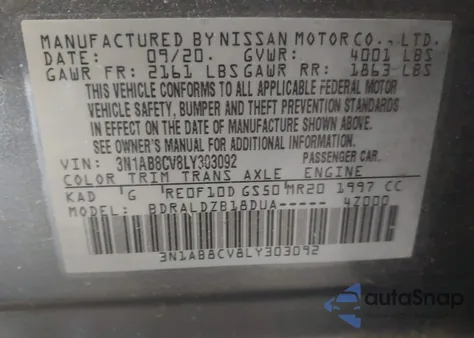 MANUFACTURED BY NISSAN MOTOR CO., LTD.
DATE: 09/20. GVWR: 4001 LBS
GAWR FR: 2161 LBS GAWR RR: 1863 LBS
THIS VEHICLE CONFORMS TO ALL APPLICABLE FEDERAL MOTOR
VEHICLE SAFETY, BUMPER AND THEFT PREVENTION STANDARDS
IN EFFECT ON THE DATE OF MANUFACTURE SHOWN ABOVE.
SEE OWNER'S MANUAL FOR ADDITIONAL INFORMATION.
VIN: 3N1AB8CV8LY303092 PASSENGER CAR
COLOR TRIM TRANS AXLE ENGINE
KAD G RE0F10D GS50 MR20 1997 CC
MODEL: BDRALDZB18DUA----- 4Z000
3N1AB8CV8LY303092
autoSnap